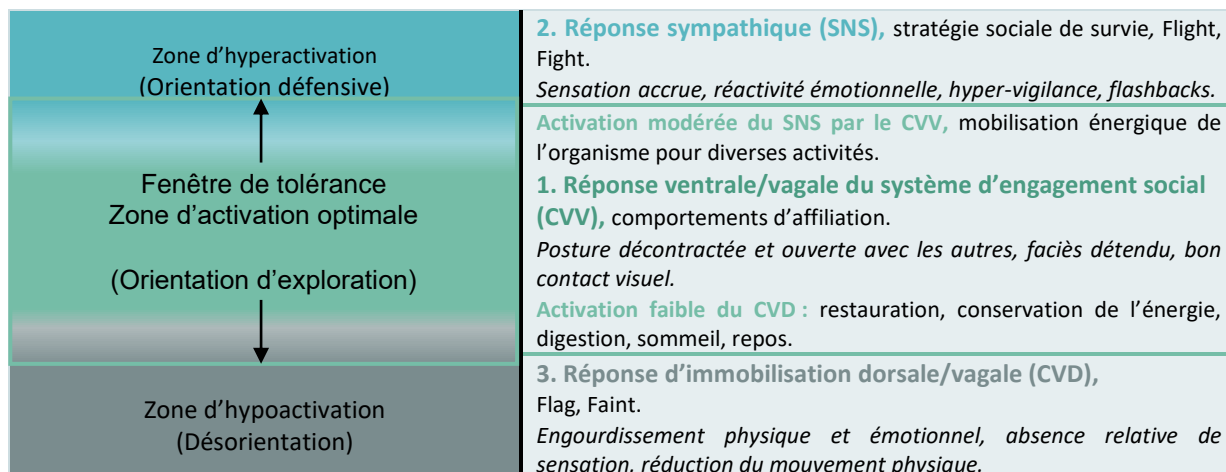 Zone d’hyperactivation
(Orientation défensive)
Fenêtre de tolérance
Zone d’activation optimale
(Orientation d’exploration)
Zone d’hypoactivation
(Désorientation)
2. Réponse sympathique (SNS), stratégie sociale de survie, Flight,
Fight.
Sensation accrue, réactivité émotionnelle, hyper-vigilance, flashbacks.
Activation modérée du SNS par le CVV, mobilisation énergique de
l’organisme pour diverses activités.
1. Réponse ventrale/vagale du système d’engagement social
(CVV), comportements d’affiliation.
Posture décontractée et ouverte avec les autres, faciès détendu, bon
contact visuel.
Activation faible du CVD : restauration, conservation de l’énergie,
digestion, sommeil, repos.
3. Réponse d’immobilisation dorsale/vagale (CVD),
Flag, Faint.
Engourdissement physique et émotionnel, absence relative de
sensation, réduction du mouvement physique.